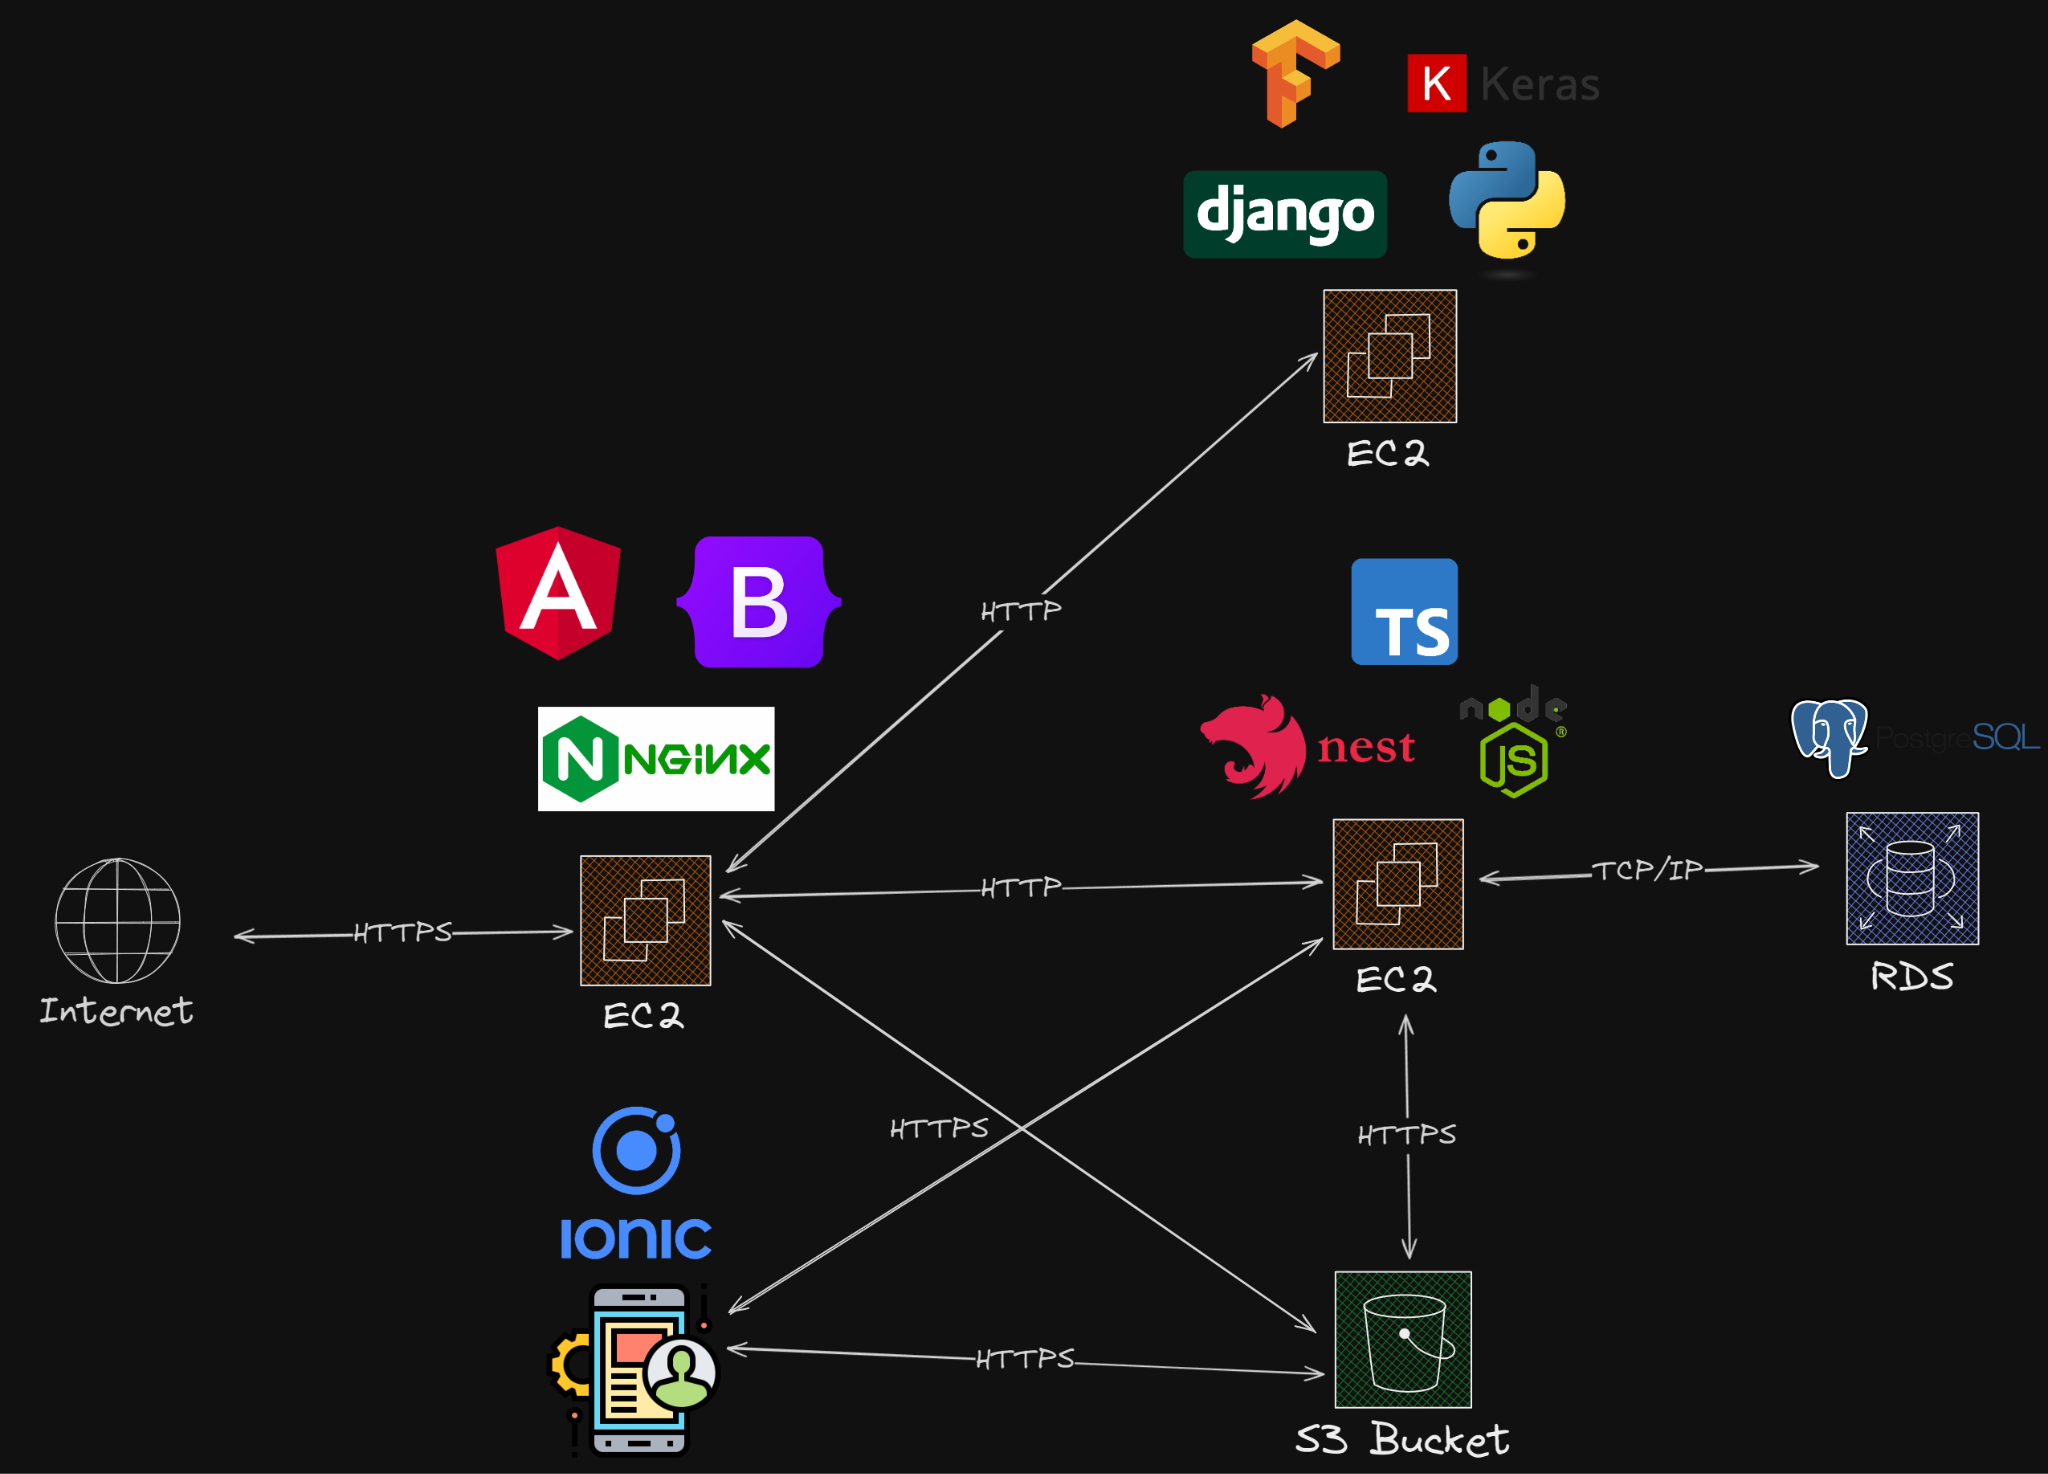 K Keras
django
EC2
HTTP
A
B
TS
NGINX
nest
node
JS
®
PostgreSQL
HTTPS
HTTP
TCP/IP
Internet
EC2
EC2
RDS
HTTPS
HTTPS
ionic
HTTPS
S3 Bucket